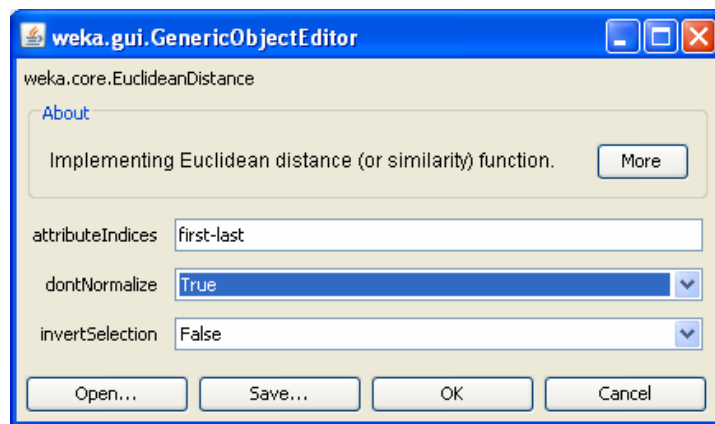 weka.gui.GenericObjectEditor
weka.core.EuclideanDistance
About
Implementing Euclidean distance (or similarity) function. More
attributeIndices first-last
dontNormalize True
invertSelection False
Open... Save... OK Cancel